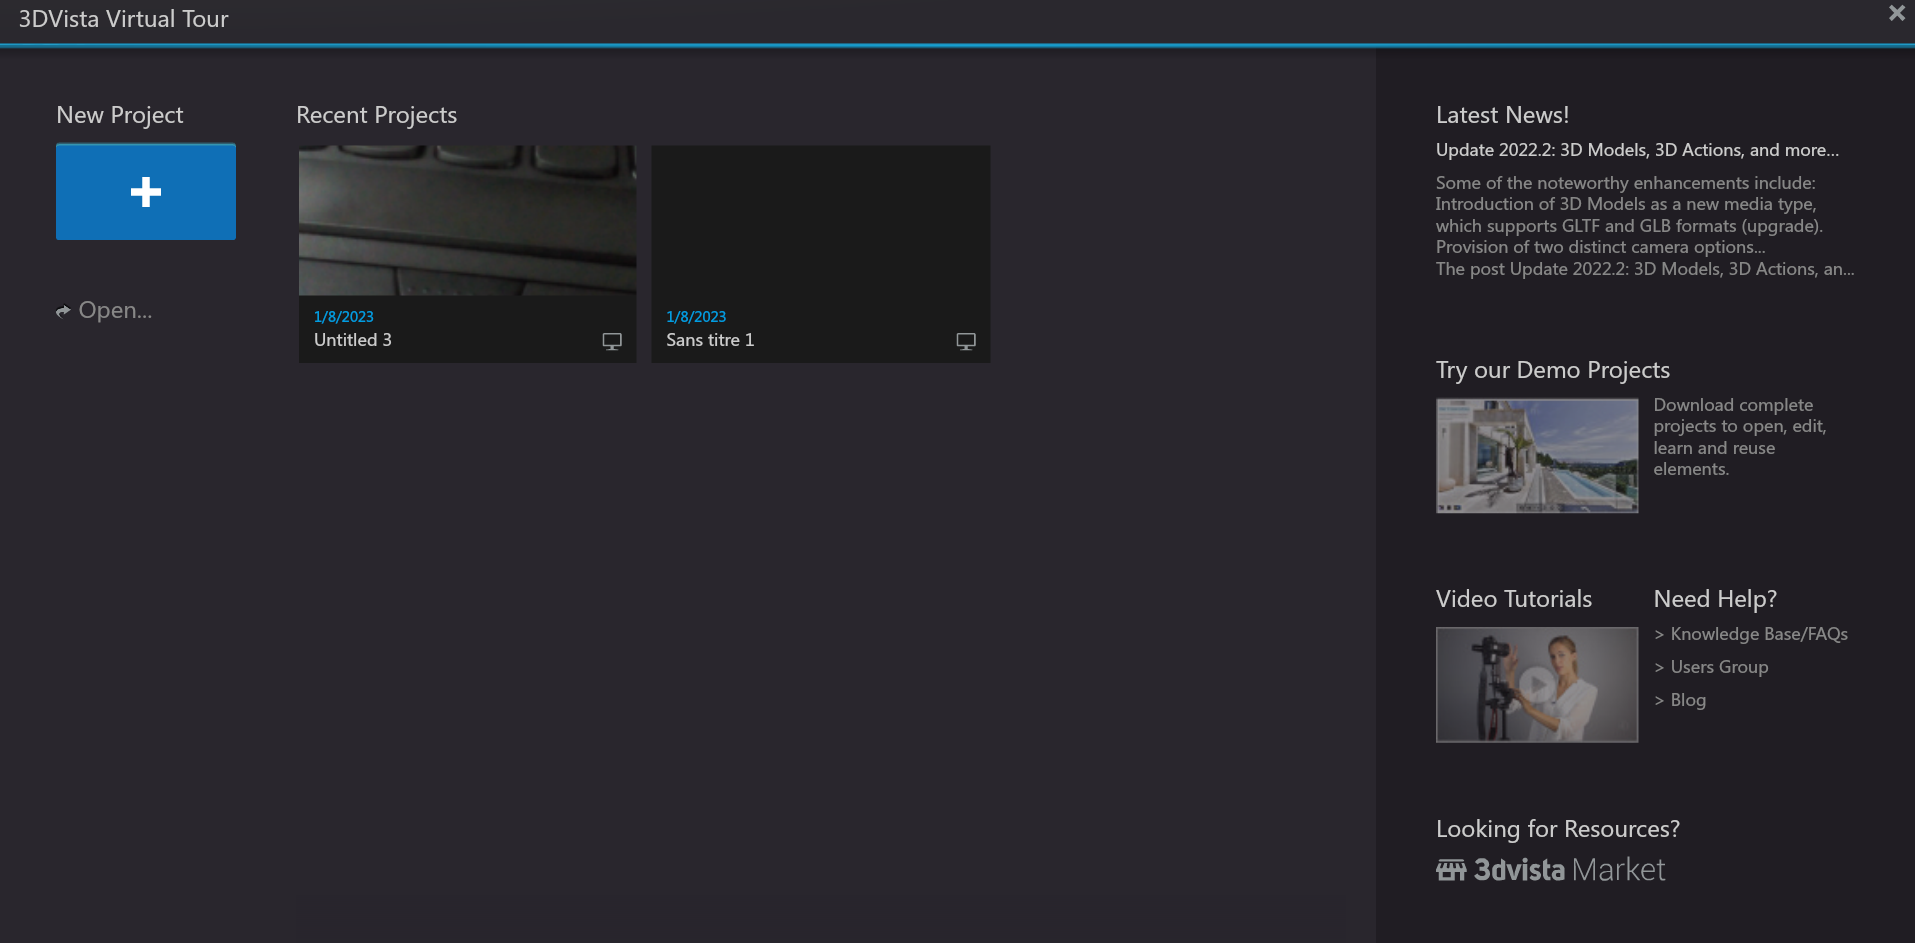 3DVista Virtual Tour
New Project
Open...
Recent Projects
1/8/2023
Untitled 3
1/8/2023
Sans titre 1
Latest News!
Update 2022.2: 3D Models, 3D Actions, and more...
Some of the noteworthy enhancements include:
Introduction of 3D Models as a new media type,
which supports GLTF and GLB formats (upgrade).
Provision of two distinct camera options...
The post Update 2022.2: 3D Models, 3D Actions, an...
Try our Demo Projects
Download complete
projects to open, edit,
learn and reuse
elements.
Video Tutorials
Need Help?
> Knowledge Base/FAQs
> Users Group
> Blog
Looking for Resources?
3dvista Market